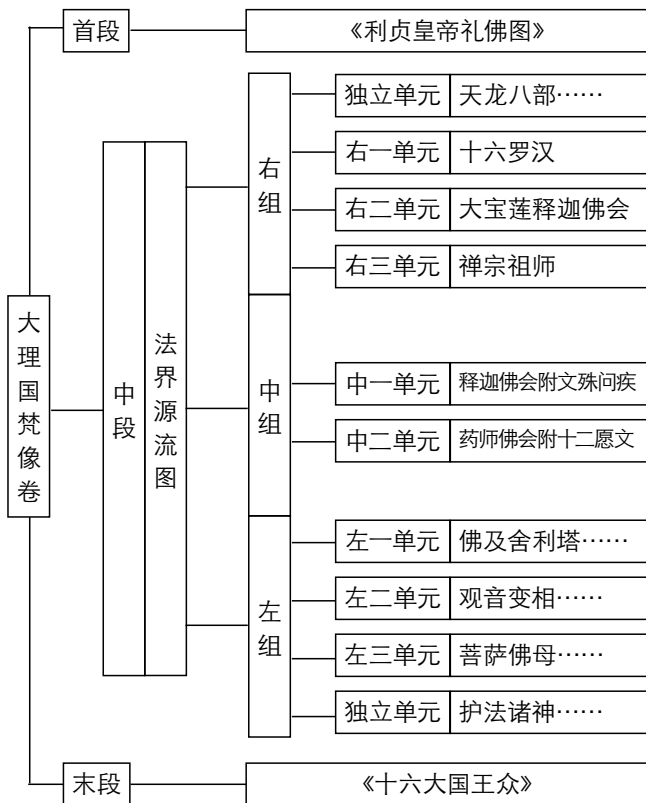 首段
《利贞皇帝礼佛图》
独立单元 天龙八部……
右一单元 十六罗汉
右组
右二单元 大宝莲释迦佛会
右三单元 禅宗祖师
大理国梵像卷
中段
法界源流图
中组
中一单元 释迦佛会附文殊问疾
中二单元 药师佛会附十二愿文
左一单元 佛及舍利塔……
左二单元 观音变相……
左组
左三单元 菩萨佛母……
独立单元 护法诸神……
末段
《十六大国王众》